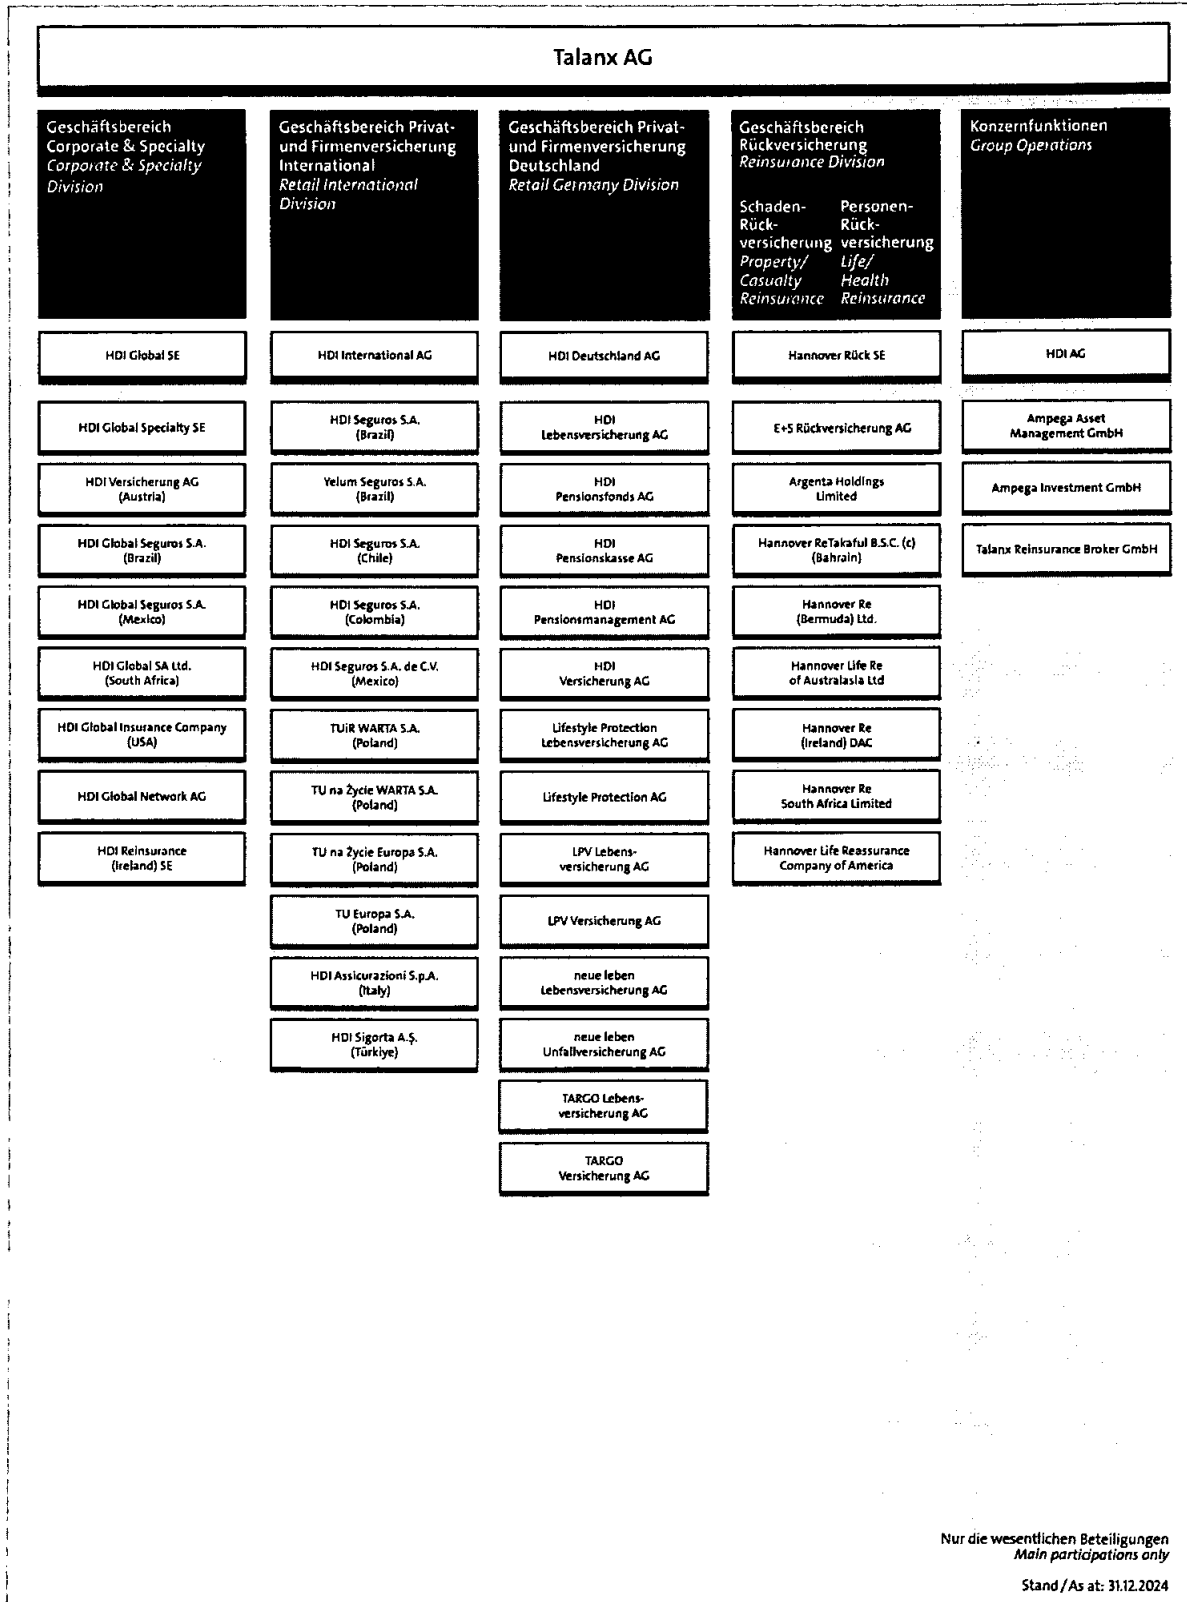 Talanx AG
Geschäftsbereich
Corporate & Specialty
Corporate & Specialty
Division
Geschäftsbereich Privat-
und Firmenversicherung
International
Retail International
Division
Geschäftsbereich Privat-
und Firmenversicherung
Deutschland
Retail Germany Division
Geschäftsbereich
Rückversicherung
Reinsurance Division
Schaden-
Rück-
versicherung
Property/
Casualty
Reinsurance
Personen-
Rück-
versicherung
Life/
Health
Reinsurance
Konzernfunktionen
Group Operations
HDI Global SE
HDI Global Specialty SE
HDI Versicherung AG
(Austria)
HDI Global Seguros S.A.
(Brazil)
HDI Global Seguros S.A.
(Mexico)
HDI Global SA Ltd.
(South Africa)
HDI Global Insurance Company
(USA)
HDI Global Network AG
HDI Reinsurance
(Ireland) SE
HDI International AG
HDI Seguros S.A.
(Brazil)
Yelum Seguros S.A.
(Brazil)
HDI Seguros S.A.
(Chile)
HDI Seguros S.A.
(Colombia)
HDI Seguros S.A. de C.V.
(Mexico)
TUiR WARTA S.A.
(Poland)
TU na Życie WARTA S.A.
(Poland)
TU na Życie Europa S.A.
(Poland)
TU Europa S.A.
(Poland)
HDI Assicurazioni S.p.A.
(Italy)
HDI Sigorta A.Ş.
(Türkiye)
HDI Deutschland AG
HDI
Lebensversicherung AG
HDI
Pensionsfonds AG
HDI
Pensionskasse AG
HDI
Pensionsmanagement AG
HDI
Versicherung AG
Lifestyle Protection
Lebensversicherung AG
Lifestyle Protection AG
LPV Lebens-
versicherung AG
LPV Versicherung AG
neue leben
Lebensversicherung AG
neue leben
Unfallversicherung AG
TARGO Lebens-
versicherung AG
TARGO
Versicherung AG
Hannover Rück SE
E+S Rückversicherung AG
Argenta Holdings
Limited
Hannover ReTakaful B.S.C. (c)
(Bahrain)
Hannover Re
(Bermuda) Ltd.
Hannover Life Re
of Australasia Ltd
Hannover Re
(Ireland) DAC
Hannover Re
South Africa Limited
Hannover Life Reassurance
Company of America
HDI AG
Ampega Asset
Management GmbH
Ampega Investment GmbH
Talanx Reinsurance Broker GmbH
Nur die wesentlichen Beteiligungen
Main participations only
Stand / As at: 31.12.2024